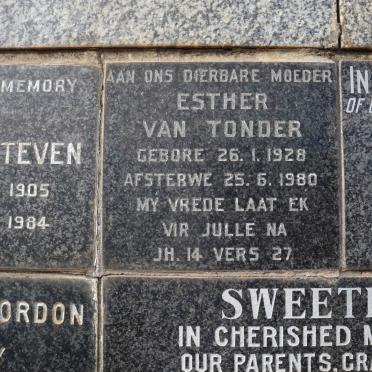 MEMORY
TEVEN
1905
1984
AAN ONS DIERBARE MOEDER
ESTHER
VAN TONDER
GEBORE 26.1.1928
AFSTERWE 25.6.1980
MY VREDE LAAT EK
VIR JULLE NA
JH. 14 VERS 27
IN
OF
ORDON
SWEET
IN CHERISHED M
OUR PARENTS, GRA